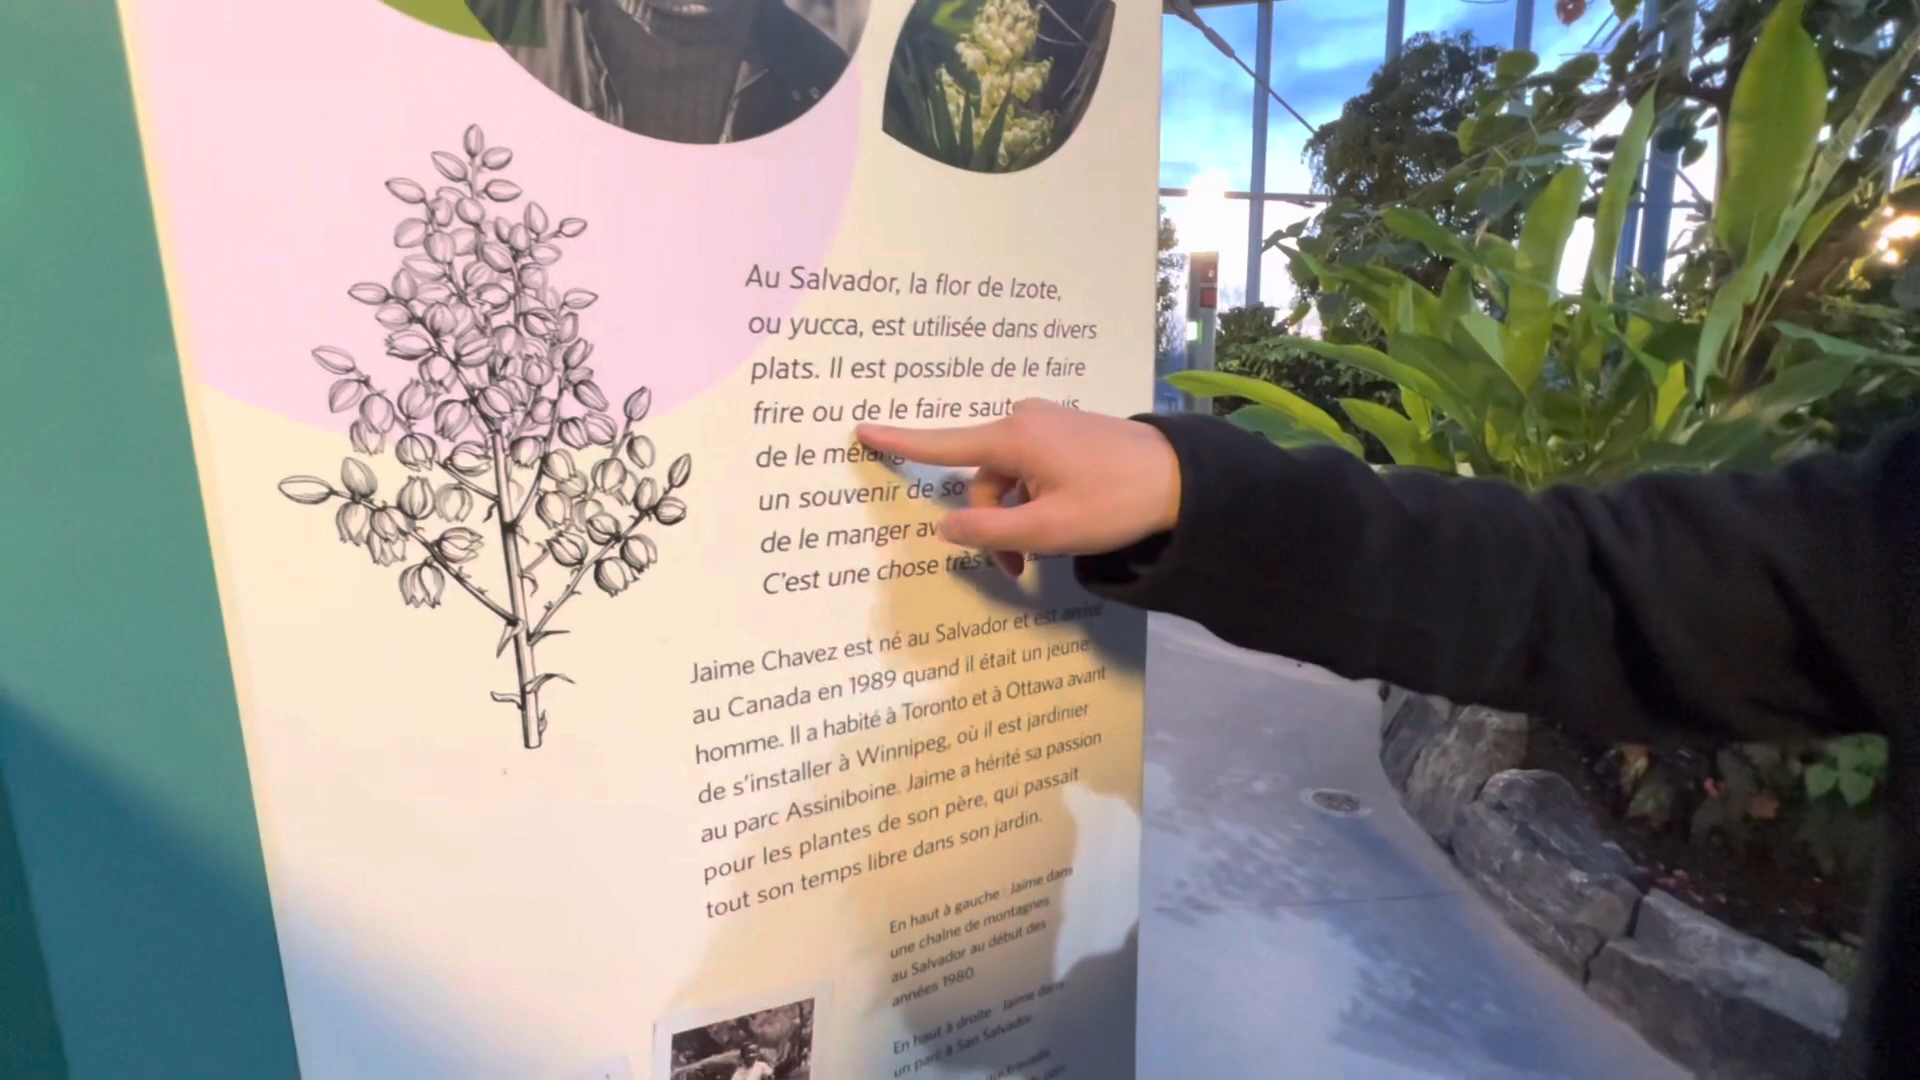 Au Salvador, la flor de Izote,
ou yucca, est utilisée dans divers
plats. Il est possible de le faire
frire ou de le faire
de le
un souvenir de
de le manger
C'est une chose très
Jaime Chavez est né au Salvador et est arrivé
au Canada en 1989 quand il était un jeune
homme. Il a habité à Toronto et à Ottawa avant
de s'installer à Winnipeg, où il est jardinier
au parc Assiniboine. Jaime a hérité sa passion
pour les plantes de son père, qui passait
tout son temps libre dans son jardin.
En haut à gauche : Jaime dans
une chaîne de montagnes
au Salvador au début des
années 1980.
En haut à droite : Jaime dans
un parc à San Salvador.